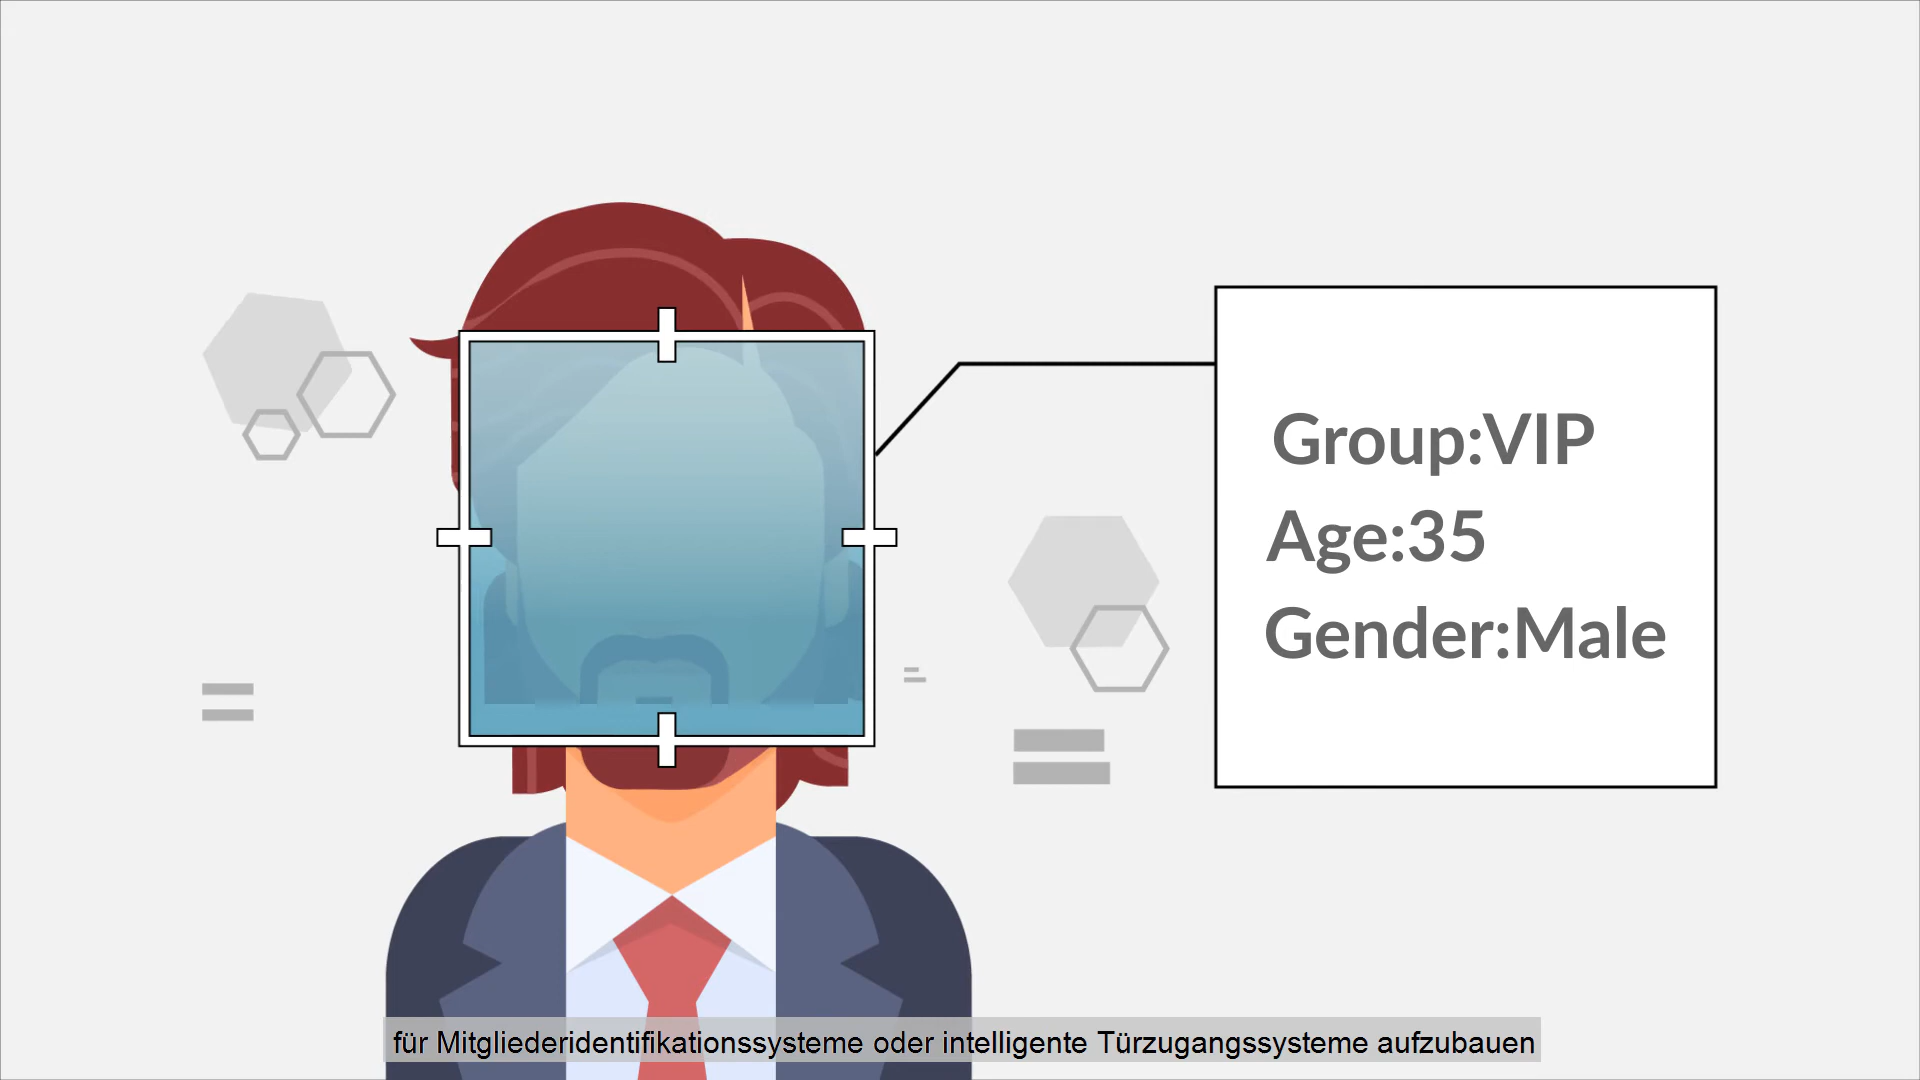 Group:VIP
Age:35
Gender:Male
für Mitgliederidentifikationssysteme oder intelligente Türzugangssysteme aufzubauen